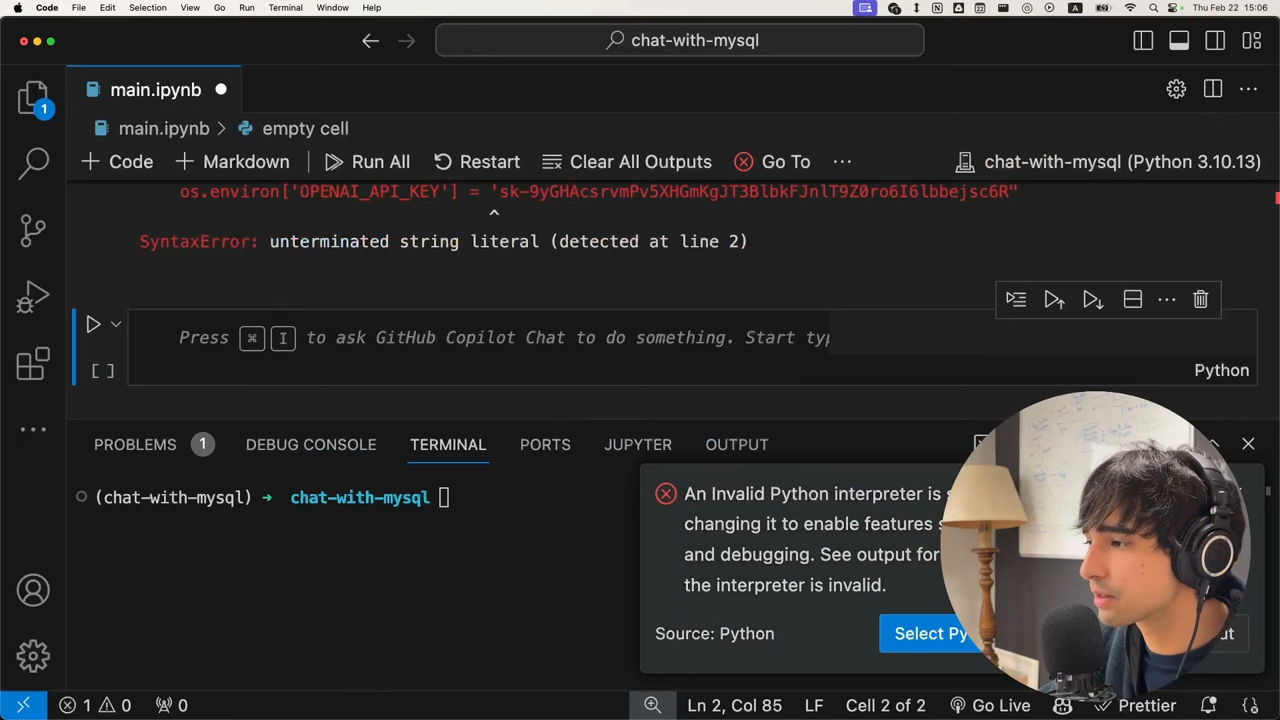 Code File Edit Selection View Go Run Terminal Window Help A Thu Feb 22 15:06
chat-with-mysql
main.ipynb
1
main.ipynb > empty cell
+ Code + Markdown Run All Restart Clear All Outputs Go To ... chat-with-mysql (Python 3.10.13)
os.environ['OPENAI_API_KEY'] = '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"
^
SyntaxError: unterminated string literal (detected at line 2)
Press ⌘ I to ask GitHub Copilot Chat to do something. Start typ
[ ] Python
PROBLEMS 1 DEBUG CONSOLE TERMINAL PORTS JUPYTER OUTPUT
(chat-with-mysql) → chat-with-mysql
An Invalid Python interpreter is
changing it to enable features
and debugging. See output for
the interpreter is invalid.
Source: Python Select Py
1 0 0 Ln 2, Col 85 LF Cell 2 of 2 Go Live Prettier